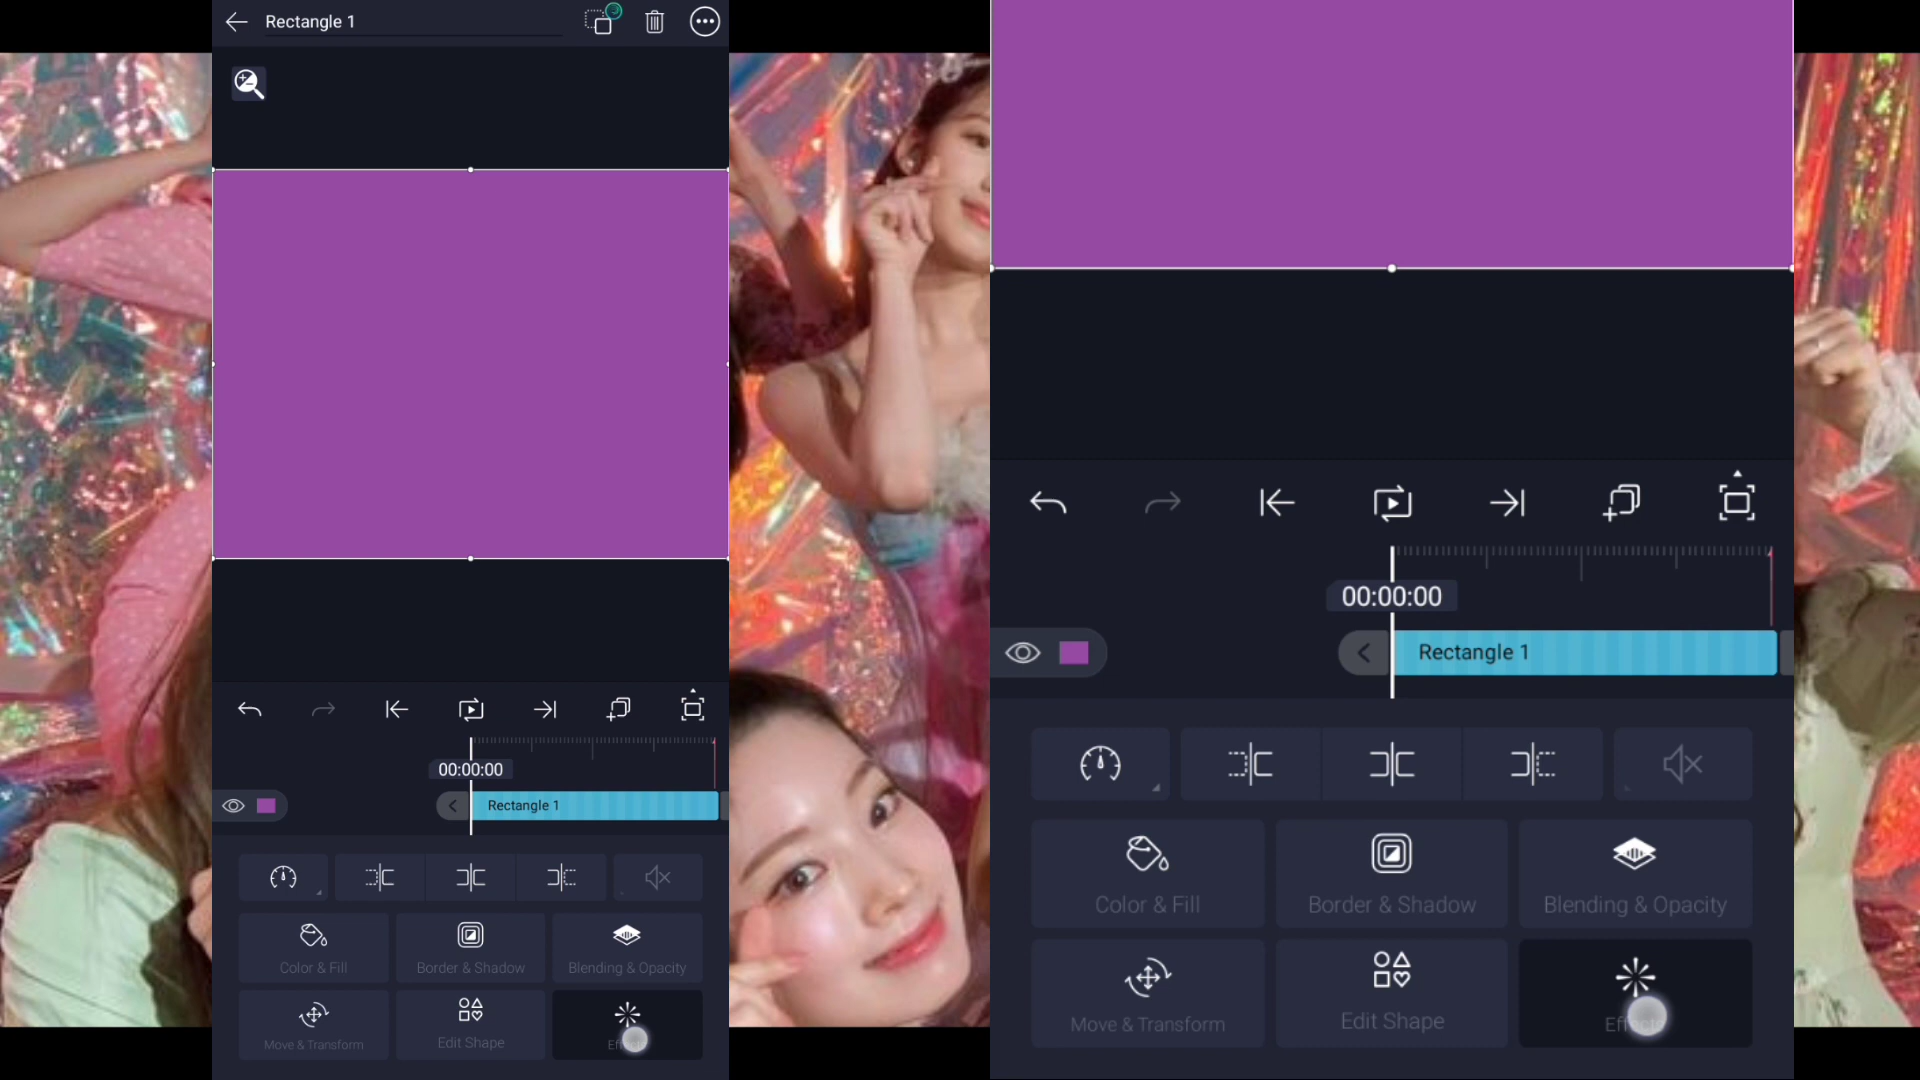 Rectangle 1
00:00:00
Rectangle 1
Color & Fill
Border & Shadow
Blending & Opacity
Move & Transform
Edit Shape
00:00:00
Rectangle 1
Color & Fill
Border & Shadow
Blending & Opacity
Move & Transform
Edit Shape